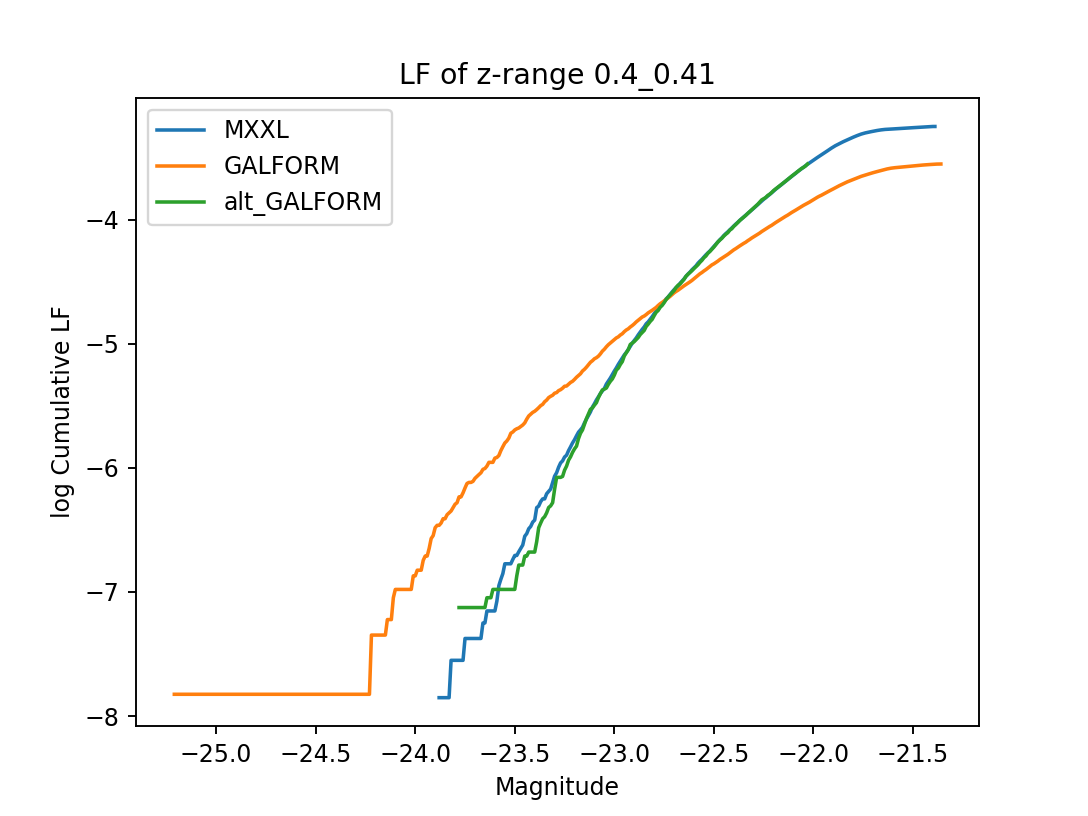 LF of z-range 0.4_0.41
MXXL
GALFORM
alt_GALFORM
log Cumulative LF
−4
−5
−6
−7
−8
−25.0 −24.5 −24.0 −23.5 −23.0 −22.5 −22.0 −21.5
Magnitude